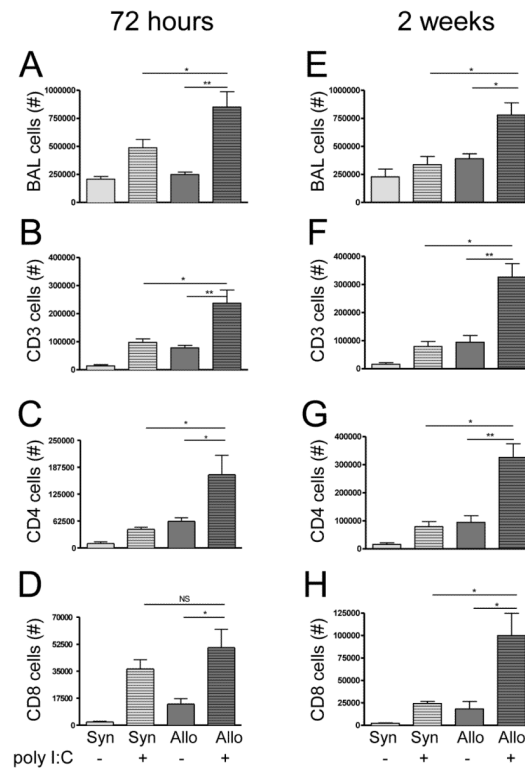 72 hours
2 weeks
A
BAL cells (#)
1000000
750000
500000
250000
0
*
**
E
BAL cells (#)
1000000
750000
500000
250000
0
*
*
B
CD3 cells (#)
400000
300000
200000
100000
0
*
**
F
CD3 cells (#)
400000
300000
200000
100000
0
*
**
C
CD4 cells (#)
250000
187500
125000
62500
0
*
*
G
CD4 cells (#)
400000
300000
200000
100000
0
*
**
D
CD8 cells (#)
70000
52500
35000
17500
0
NS
*
H
CD8 cells (#)
125000
100000
75000
50000
25000
0
*
*
Syn Syn Allo Allo
poly I:C - + - +
Syn Syn Allo Allo
- + - +